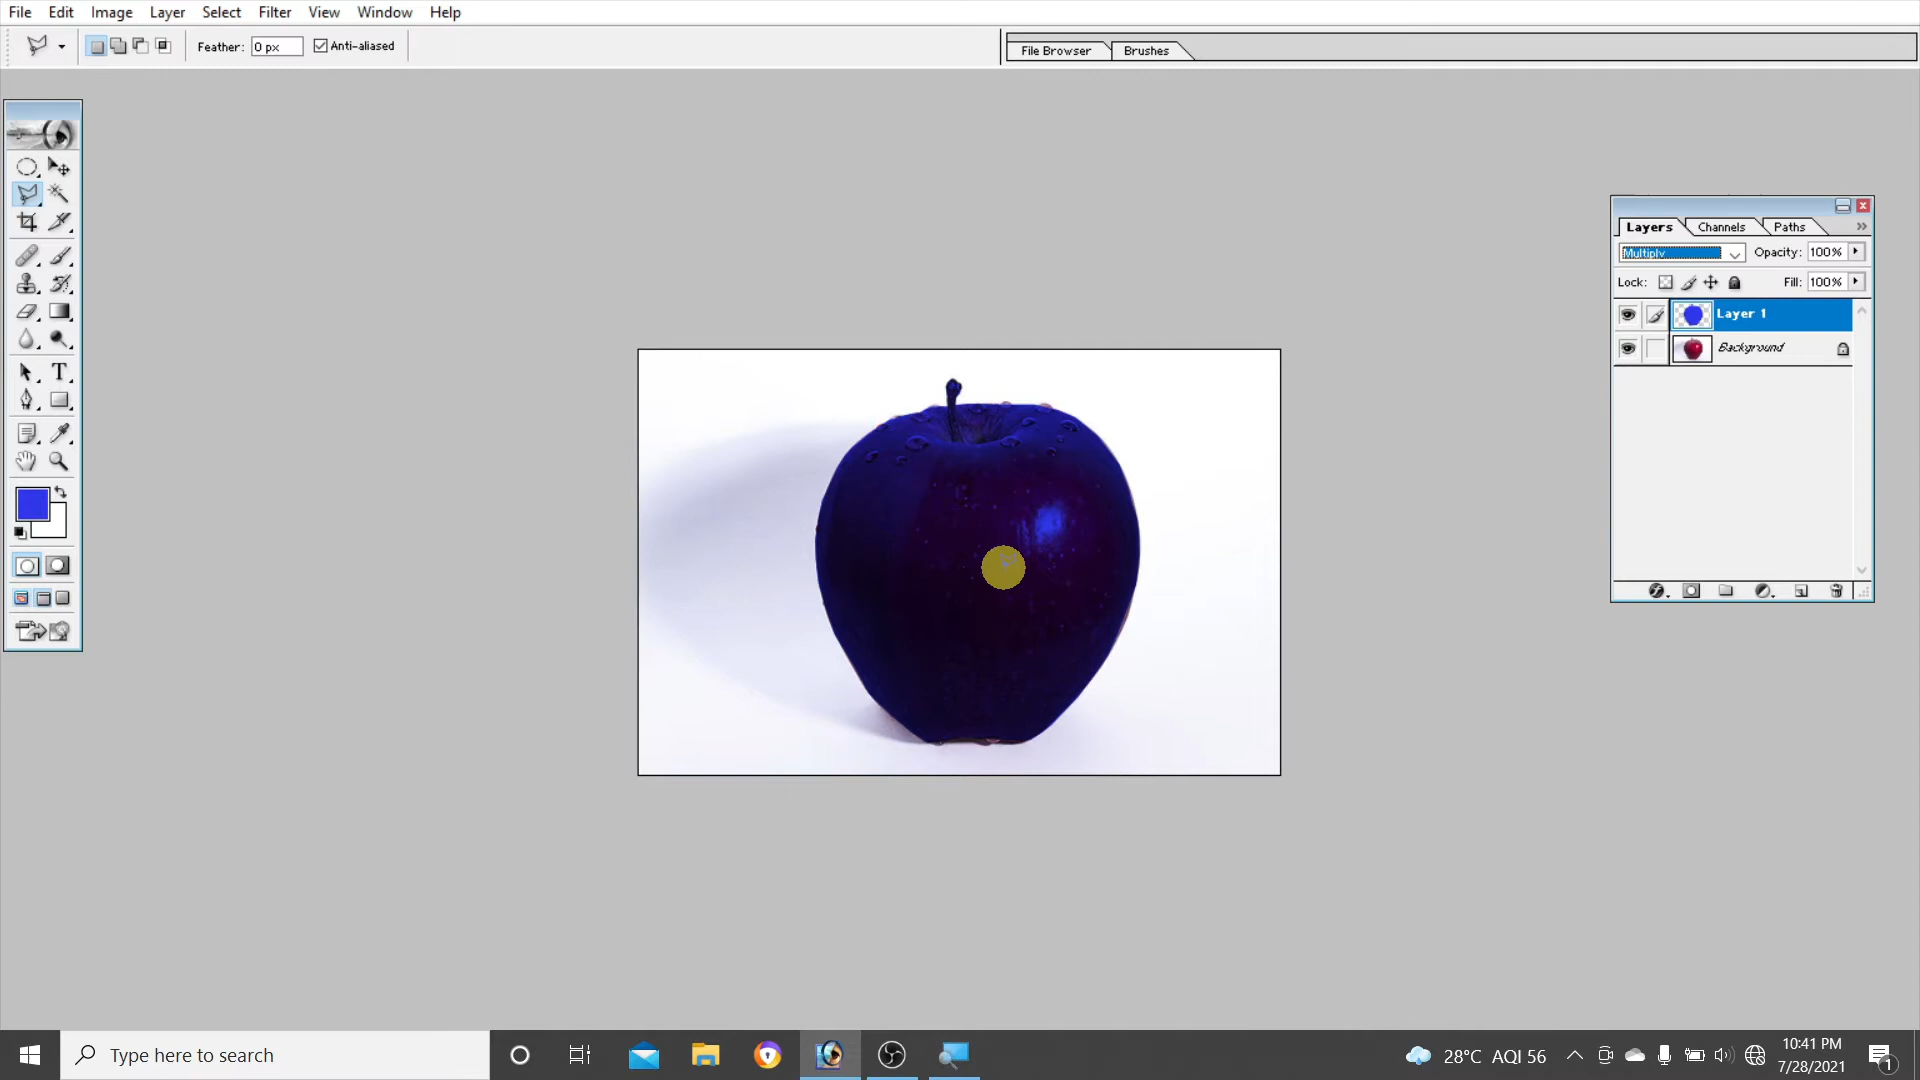 File Edit Image Layer Select Filter View Window Help
Feather: 0 px Anti-aliased
File Browser Brushes
Layers Channels Paths
Multiply Opacity: 100%
Lock: Fill: 100%
Layer 1
Background
Type here to search
28°C AQI 56
10:41 PM
7/28/2021
1